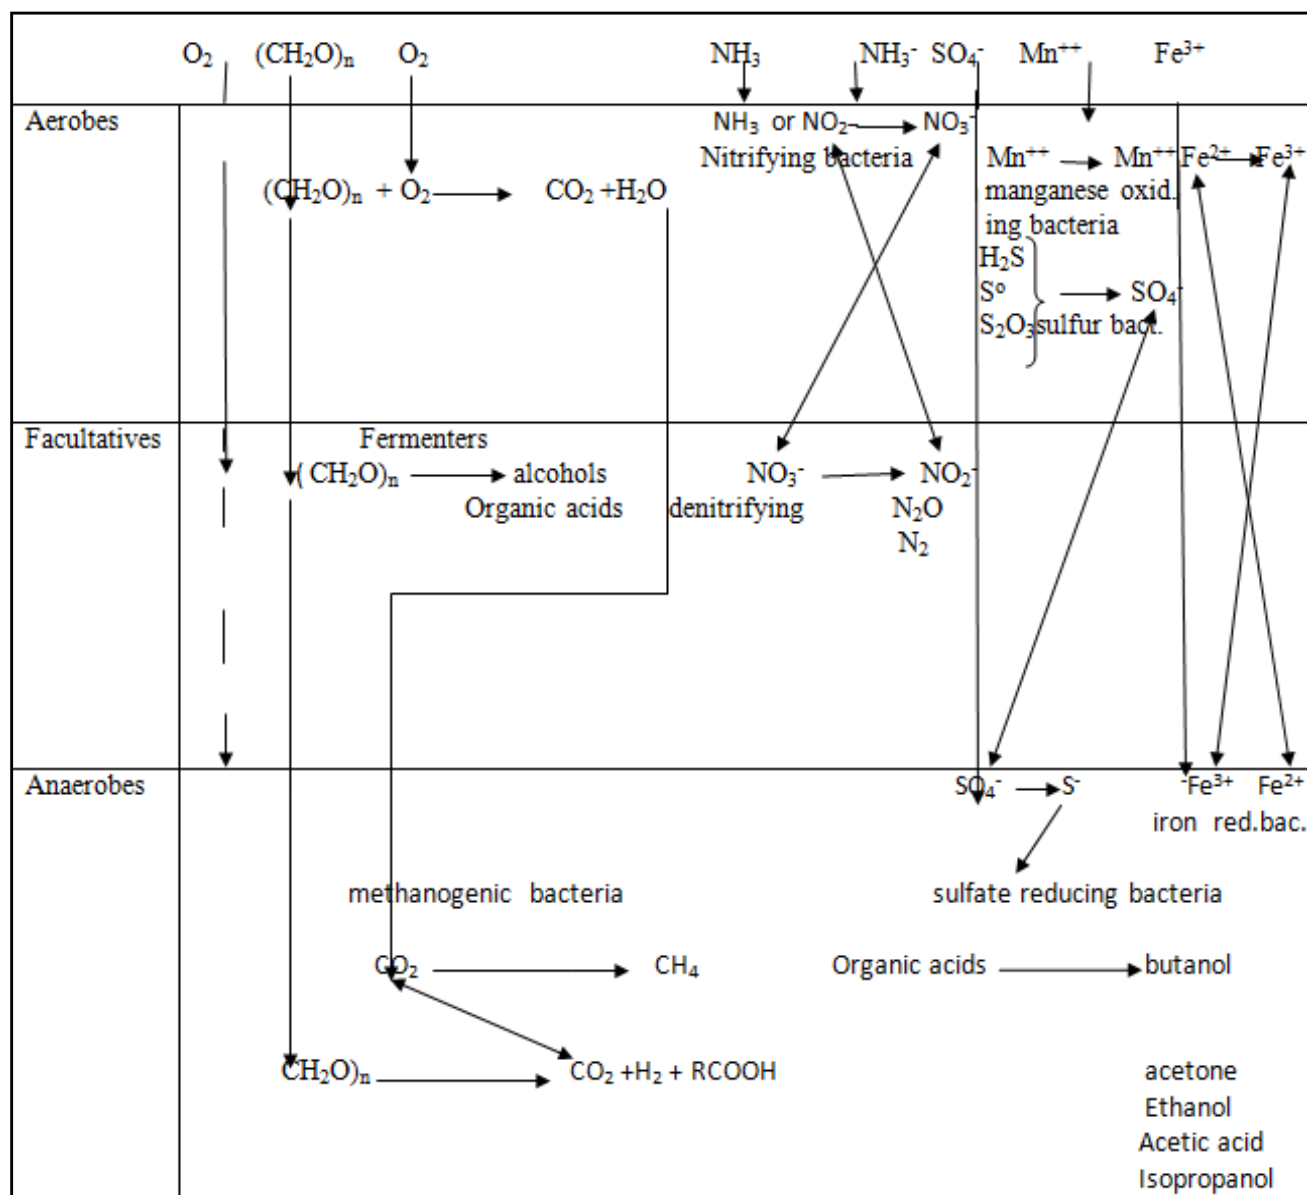 O₂ (CH₂O)ₙ O₂ NH₃ NH₃⁻ SO₄⁻ Mn⁺⁺ Fe³⁺
Aerobes
NH₃ or NO₂– NO₃⁻
Nitrifying bacteria
Mn⁺⁺ Mn⁺⁺ Fe²⁺ Fe³⁺
(CH₂O)ₙ + O₂ CO₂ +H₂O
manganese oxid.
ing bacteria
H₂S
S⁰ SO₄⁻
S₂O₃ sulfur bact.
Facultatives Fermenters
( CH₂O)ₙ alcohols NO₃⁻ NO₂⁻
Organic acids denitrifying N₂O
N₂
Anaerobes SO₄⁻ S⁻ ⁻Fe³⁺ Fe²⁺
iron red.bac.
methanogenic bacteria sulfate reducing bacteria
CO₂ CH₄ Organic acids butanol
CH₂O)ₙ CO₂ +H₂ + RCOOH acetone
Ethanol
Acetic acid
Isopropanol